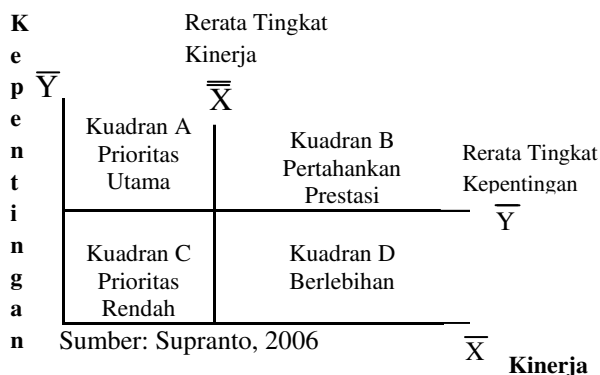 Kepentingan
Rerata Tingkat
Kinerja
Y̅
X̿
Kuadran A
Prioritas
Utama
Kuadran B
Pertahankan
Prestasi
Rerata Tingkat
Kepentingan
Y̅
Kuadran C
Prioritas
Rendah
Kuadran D
Berlebihan
Sumber: Supranto, 2006
X̅
Kinerja